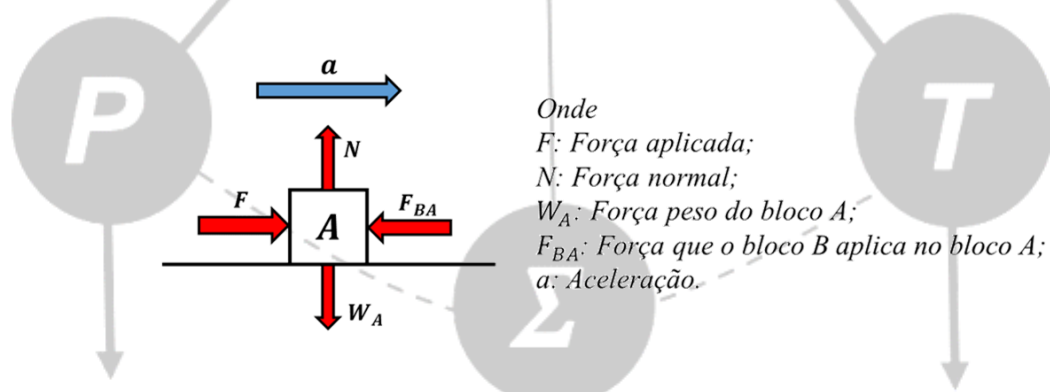 P
T
Σ
a
N
F
A
F_BA
W_A
Onde
F: Força aplicada;
N: Força normal;
W_A: Força peso do bloco A;
F_BA: Força que o bloco B aplica no bloco A;
a: Aceleração.